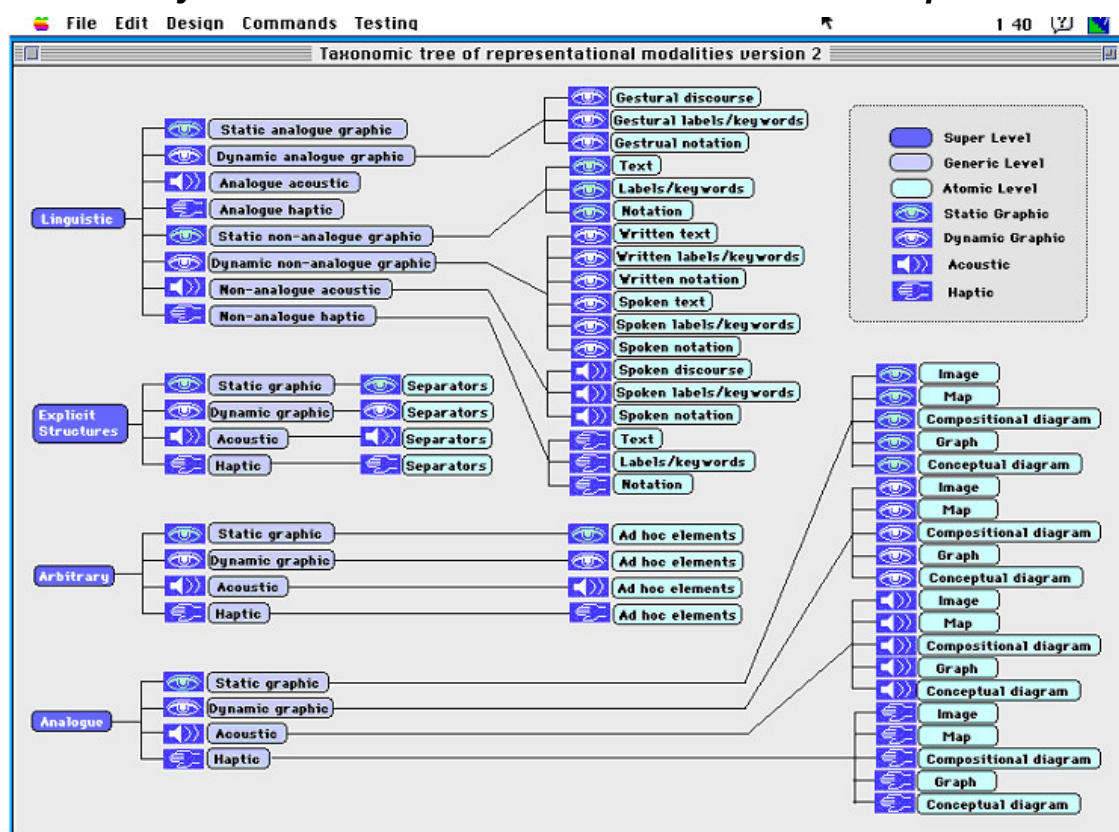 File Edit Design Commands Testing 1 40
Taxonomic tree of representational modalities version 2
Linguistic
Static analogue graphic
Dynamic analogue graphic
Analogue acoustic
Analogue haptic
Static non-analogue graphic
Dynamic non-analogue graphic
Non-analogue acoustic
Non-analogue haptic
Gestural discourse
Gestural labels/keywords
Gestrual notation
Text
Labels/keywords
Notation
Written text
Written labels/keywords
Written notation
Spoken text
Spoken labels/keywords
Spoken notation
Spoken discourse
Spoken labels/keywords
Spoken notation
Text
Labels/keywords
Notation
Super Level
Generic Level
Atomic Level
Static Graphic
Dynamic Graphic
Acoustic
Haptic
Explicit
Structures
Static graphic Separators
Dynamic graphic Separators
Acoustic Separators
Haptic Separators
Arbitrary
Static graphic Ad hoc elements
Dynamic graphic Ad hoc elements
Acoustic Ad hoc elements
Haptic Ad hoc elements
Analogue
Static graphic
Dynamic graphic
Acoustic
Haptic
Image
Map
Compositional diagram
Graph
Conceptual diagram
Image
Map
Compositional diagram
Graph
Conceptual diagram
Image
Map
Compositional diagram
Graph
Conceptual diagram
Image
Map
Compositional diagram
Graph
Conceptual diagram